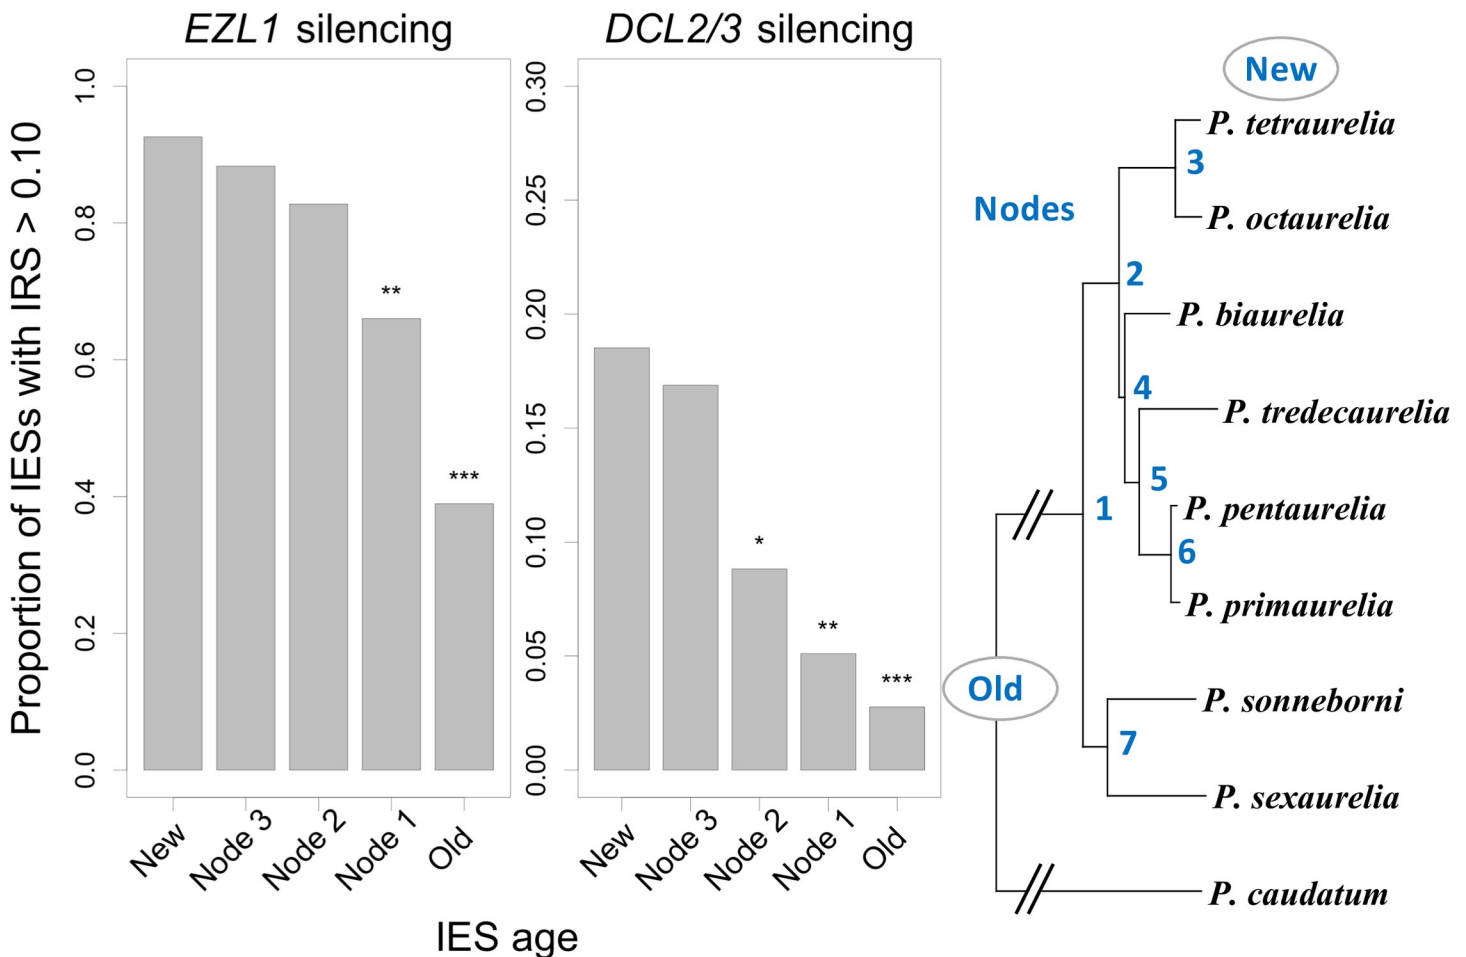 EZL1 silencing
DCL2/3 silencing
Proportion of IESs with IRS > 0.10
1.0
0.8
0.6
0.4
0.2
0.0
**
***
New
Node 3
Node 2
Node 1
Old
0.30
0.25
0.20
0.15
0.10
0.05
0.00
*
**
***
New
Node 3
Node 2
Node 1
Old
IES age
New
Nodes
P. tetraurelia
3
P. octaurelia
2
P. biaurelia
4
P. tredecaurelia
5
1
P. pentaurelia
6
P. primaurelia
Old
P. sonneborni
7
P. sexaurelia
P. caudatum